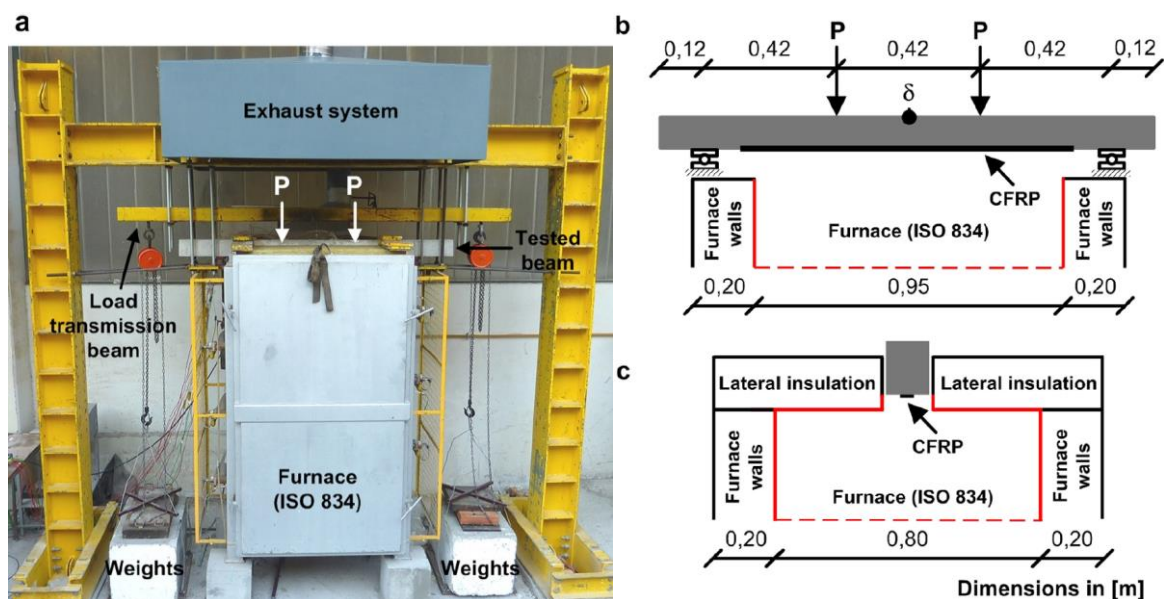 a
Exhaust system
P P
Load
transmission
beam
Tested
beam
Furnace
(ISO 834)
Weights
Weights
b
P P
0,12 0,42 0,42 0,42 0,12
δ
CFRP
Furnace
walls
Furnace (ISO 834)
Furnace
walls
0,20 0,95 0,20
c
Lateral insulation
Lateral insulation
CFRP
Furnace
walls
Furnace (ISO 834)
Furnace
walls
0,20 0,80 0,20
Dimensions in [m]